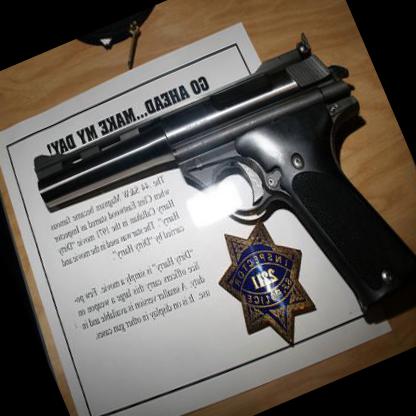 GO AHEAD...MAKE MY DAY!
The .44 S&W Magnum became famous
when Clint Eastwood starred as Inspector
Harry Callahan in the 1971 movie "Dirty
Harry." The star was used in the movie and
carried by "Dirty Harry."
"Dirty Harry" is simply a movie. Few po-
lice officers carry this large a weapon on
duty. A smaller version is available and in
use. It is on display in other gun cases.
INSPECTOR
2211
POLICE